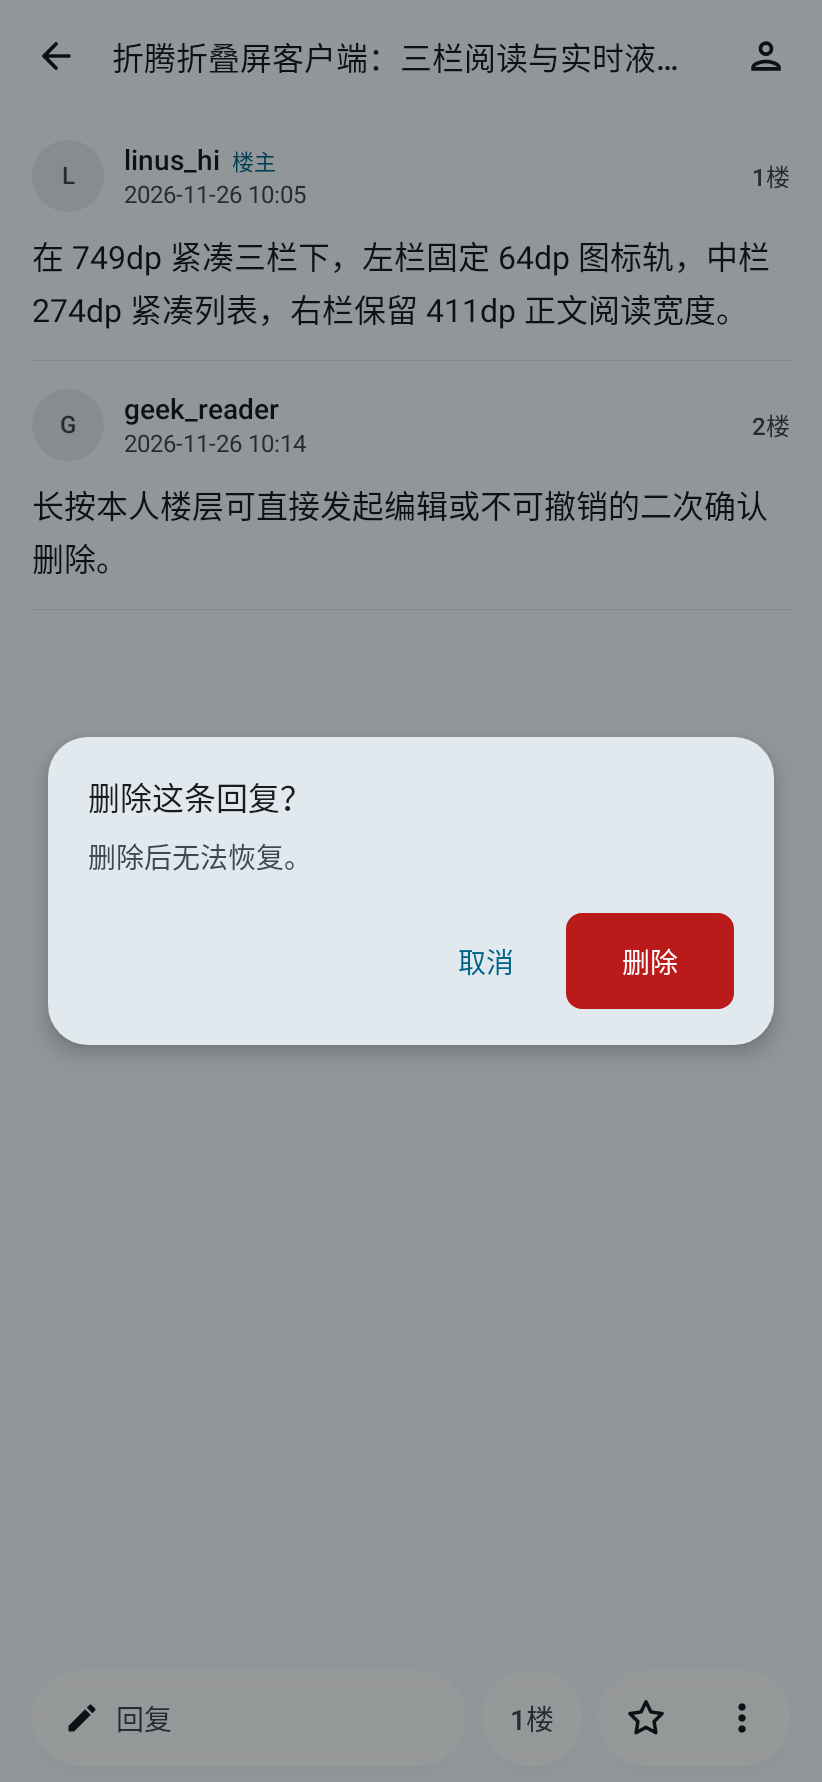 折腾折叠屏客户端：三栏阅读与实时液...
L
linus_hi 楼主
2026-11-26 10:05
1楼
在 749dp 紧凑三栏下，左栏固定 64dp 图标轨，中栏
274dp 紧凑列表，右栏保留 411dp 正文阅读宽度。
G
geek_reader
2026-11-26 10:14
2楼
长按本人楼层可直接发起编辑或不可撤销的二次确认
删除。
删除这条回复？
删除后无法恢复。
取消
删除
回复
1楼